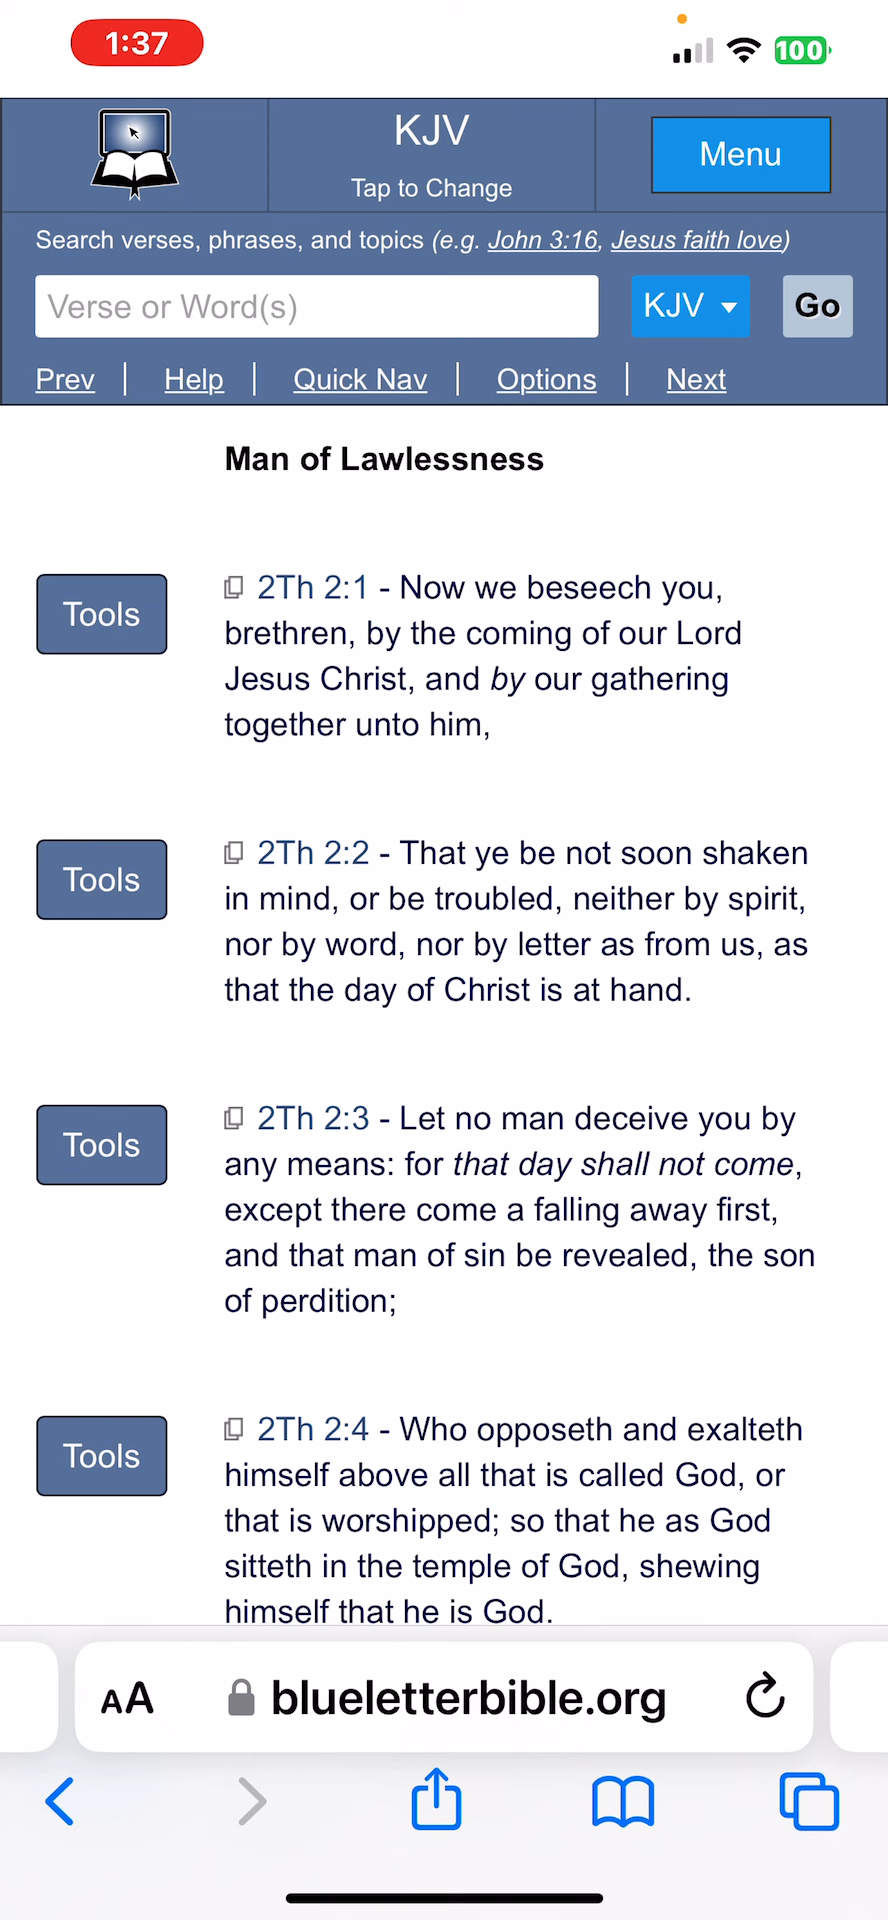 1:37
100
KJV
Tap to Change
Menu
Search verses, phrases, and topics (e.g. John 3:16, Jesus faith love)
Verse or Word(s)
KJV
Go
Prev | Help | Quick Nav | Options | Next
Man of Lawlessness
Tools
2Th 2:1 - Now we beseech you,
brethren, by the coming of our Lord
Jesus Christ, and by our gathering
together unto him,
Tools
2Th 2:2 - That ye be not soon shaken
in mind, or be troubled, neither by spirit,
nor by word, nor by letter as from us, as
that the day of Christ is at hand.
Tools
2Th 2:3 - Let no man deceive you by
any means: for that day shall not come,
except there come a falling away first,
and that man of sin be revealed, the son
of perdition;
Tools
2Th 2:4 - Who opposeth and exalteth
himself above all that is called God, or
that is worshipped; so that he as God
sitteth in the temple of God, shewing
himself that he is God.
AA
blueletterbible.org